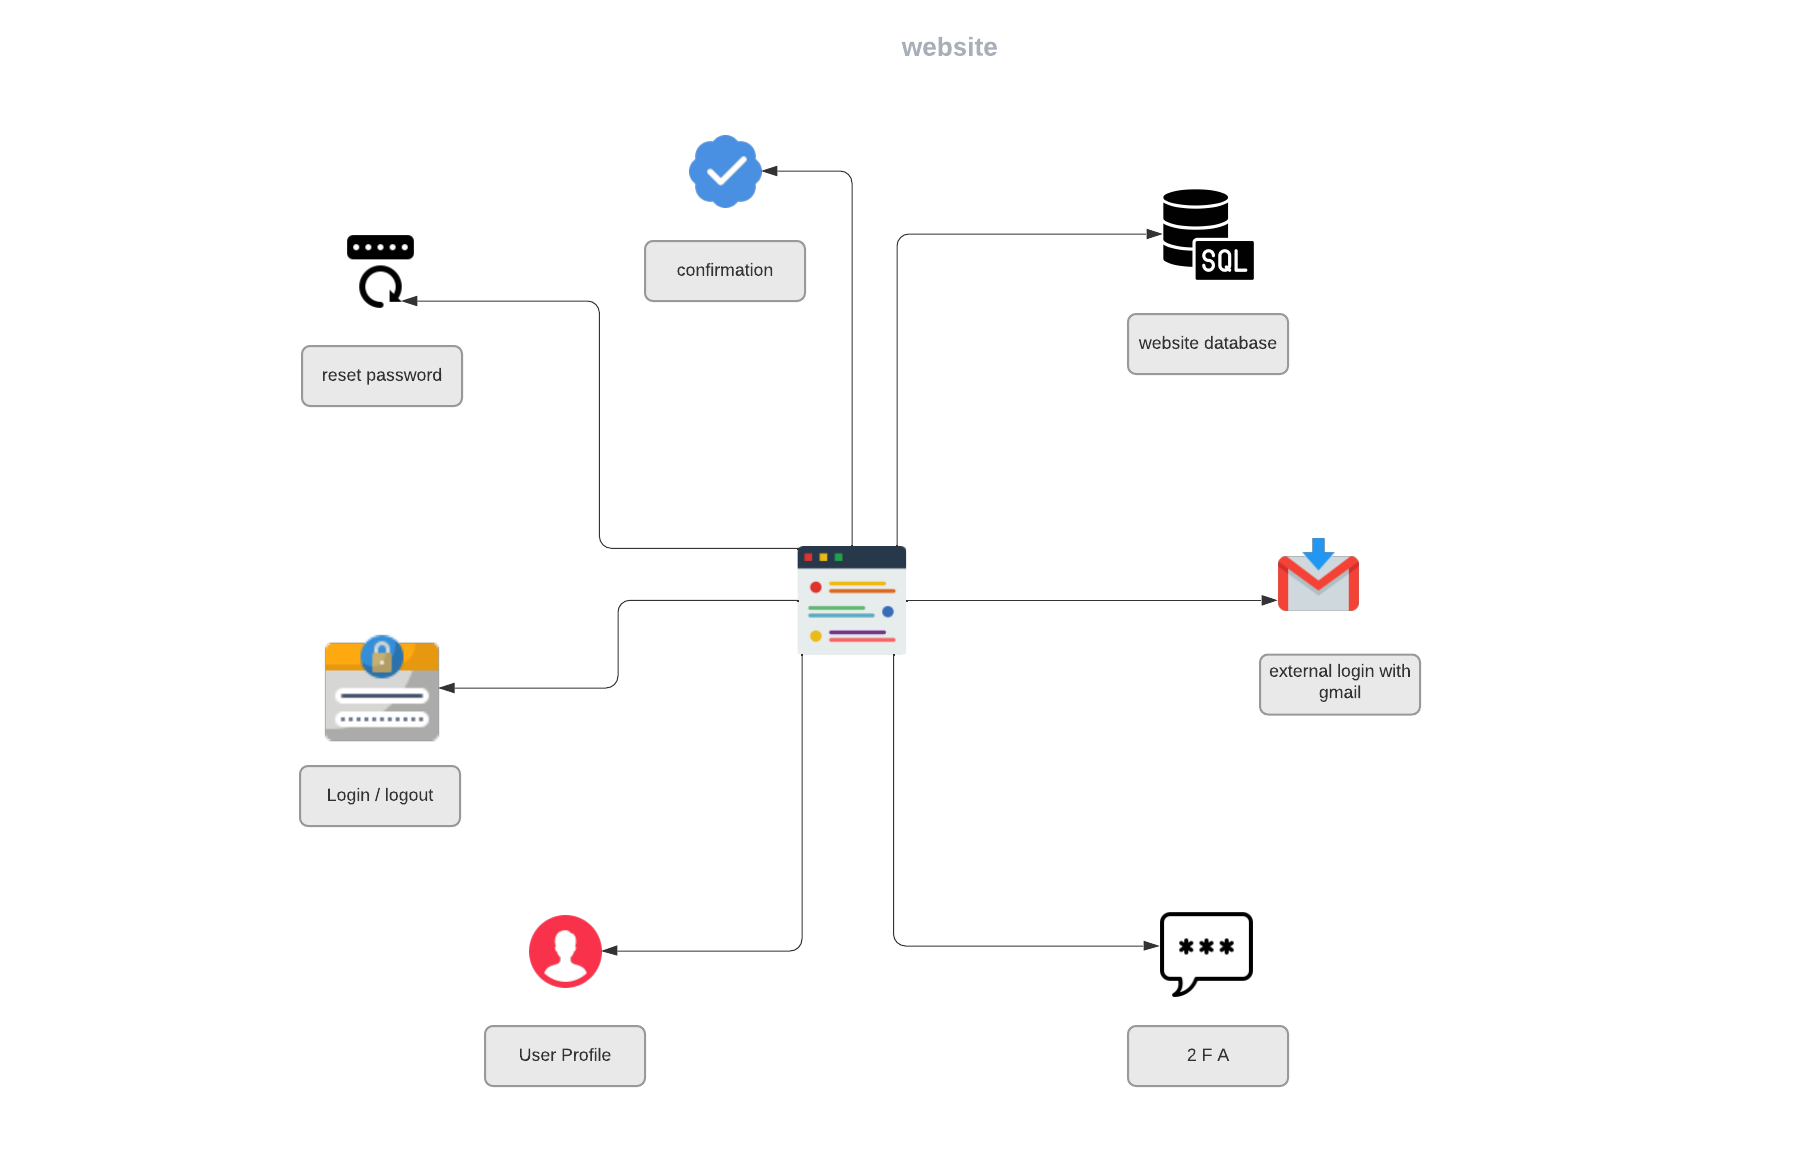 website
confirmation
SQL
website database
reset password
external login with
gmail
Login / logout
***
User Profile
2 F A